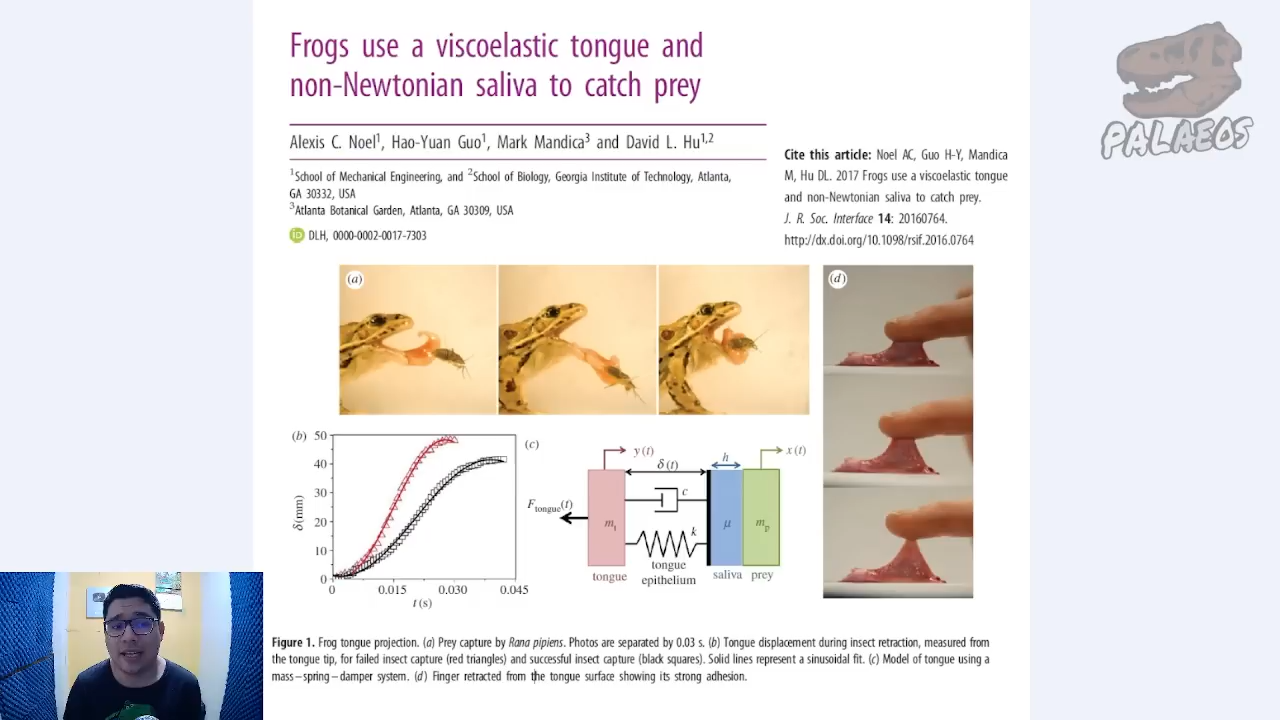 Frogs use a viscoelastic tongue and
non-Newtonian saliva to catch prey
Alexis C. Noel1, Hao-Yuan Guo1, Mark Mandica3 and David L. Hu1,2
1School of Mechanical Engineering, and 2School of Biology, Georgia Institute of Technology, Atlanta,
GA 30332, USA
3Atlanta Botanical Garden, Atlanta, GA 30309, USA
iD DLH, 0000-0002-0017-7303
PALAEOS
Cite this article: Noel AC, Guo H-Y, Mandica
M, Hu DL. 2017 Frogs use a viscoelastic tongue
and non-Newtonian saliva to catch prey.
J. R. Soc. Interface 14: 20160764.
http://dx.doi.org/10.1098/rsif.2016.0764
(a)
(d)
(b)
50
40
30
20
10
0
δ(mm)
0 0.015 0.030 0.045
t (s)
(c)
y(t)
δ(t)
h
x(t)
Ftongue(t)
mt
c
k
μ
mp
tongue
tongue
epithelium
saliva
prey
Figure 1. Frog tongue projection. (a) Prey capture by Rana pipiens. Photos are separated by 0.03 s. (b) Tongue displacement during insect retraction, measured from
the tongue tip, for failed insect capture (red triangles) and successful insect capture (black squares). Solid lines represent a sinusoidal fit. (c) Model of tongue using a
mass–spring–damper system. (d) Finger retracted from the tongue surface showing its strong adhesion.